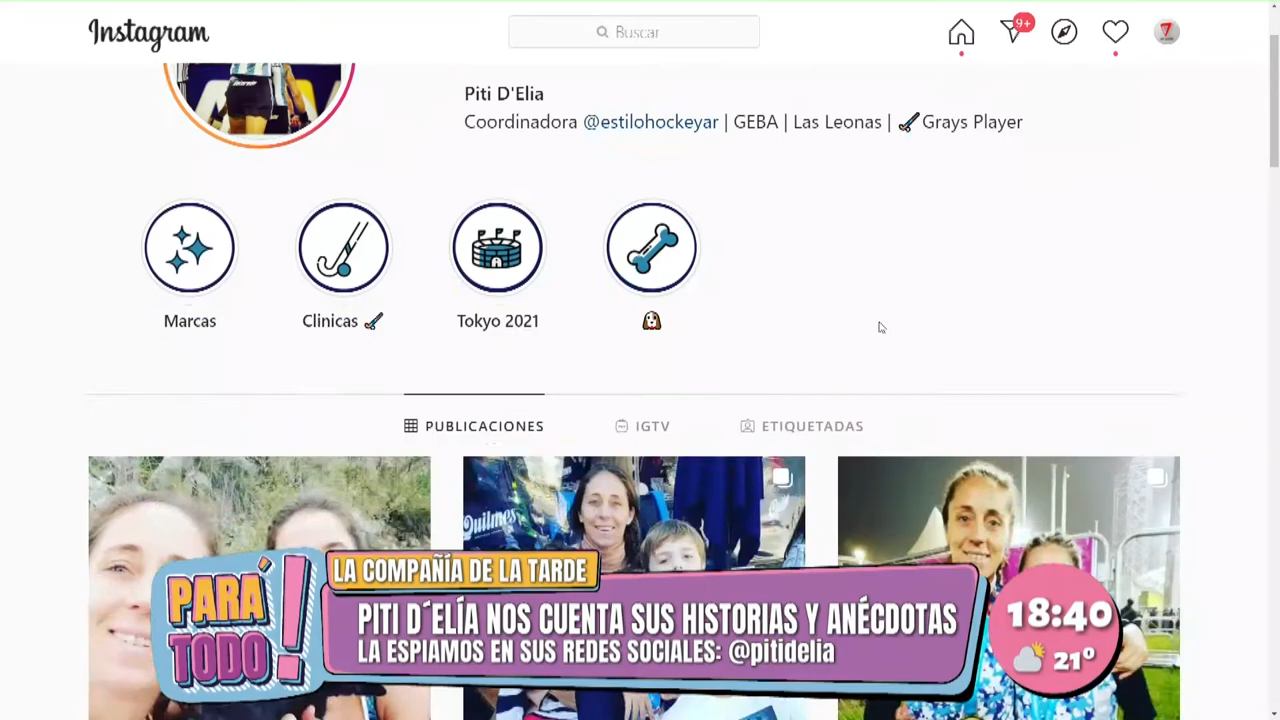 Instagram
Buscar
9+
Piti D'Elia
Coordinadora @estilohockeyar | GEBA | Las Leonas | Grays Player
Marcas
Clinicas
Tokyo 2021
PUBLICACIONES
IGTV
ETIQUETADAS
Quilmes
PARÁ TODO!
LA COMPAÑÍA DE LA TARDE
PITI D´ELÍA NOS CUENTA SUS HISTORIAS Y ANÉCDOTAS
LA ESPIAMOS EN SUS REDES SOCIALES: @pitidelia
18:40
21º